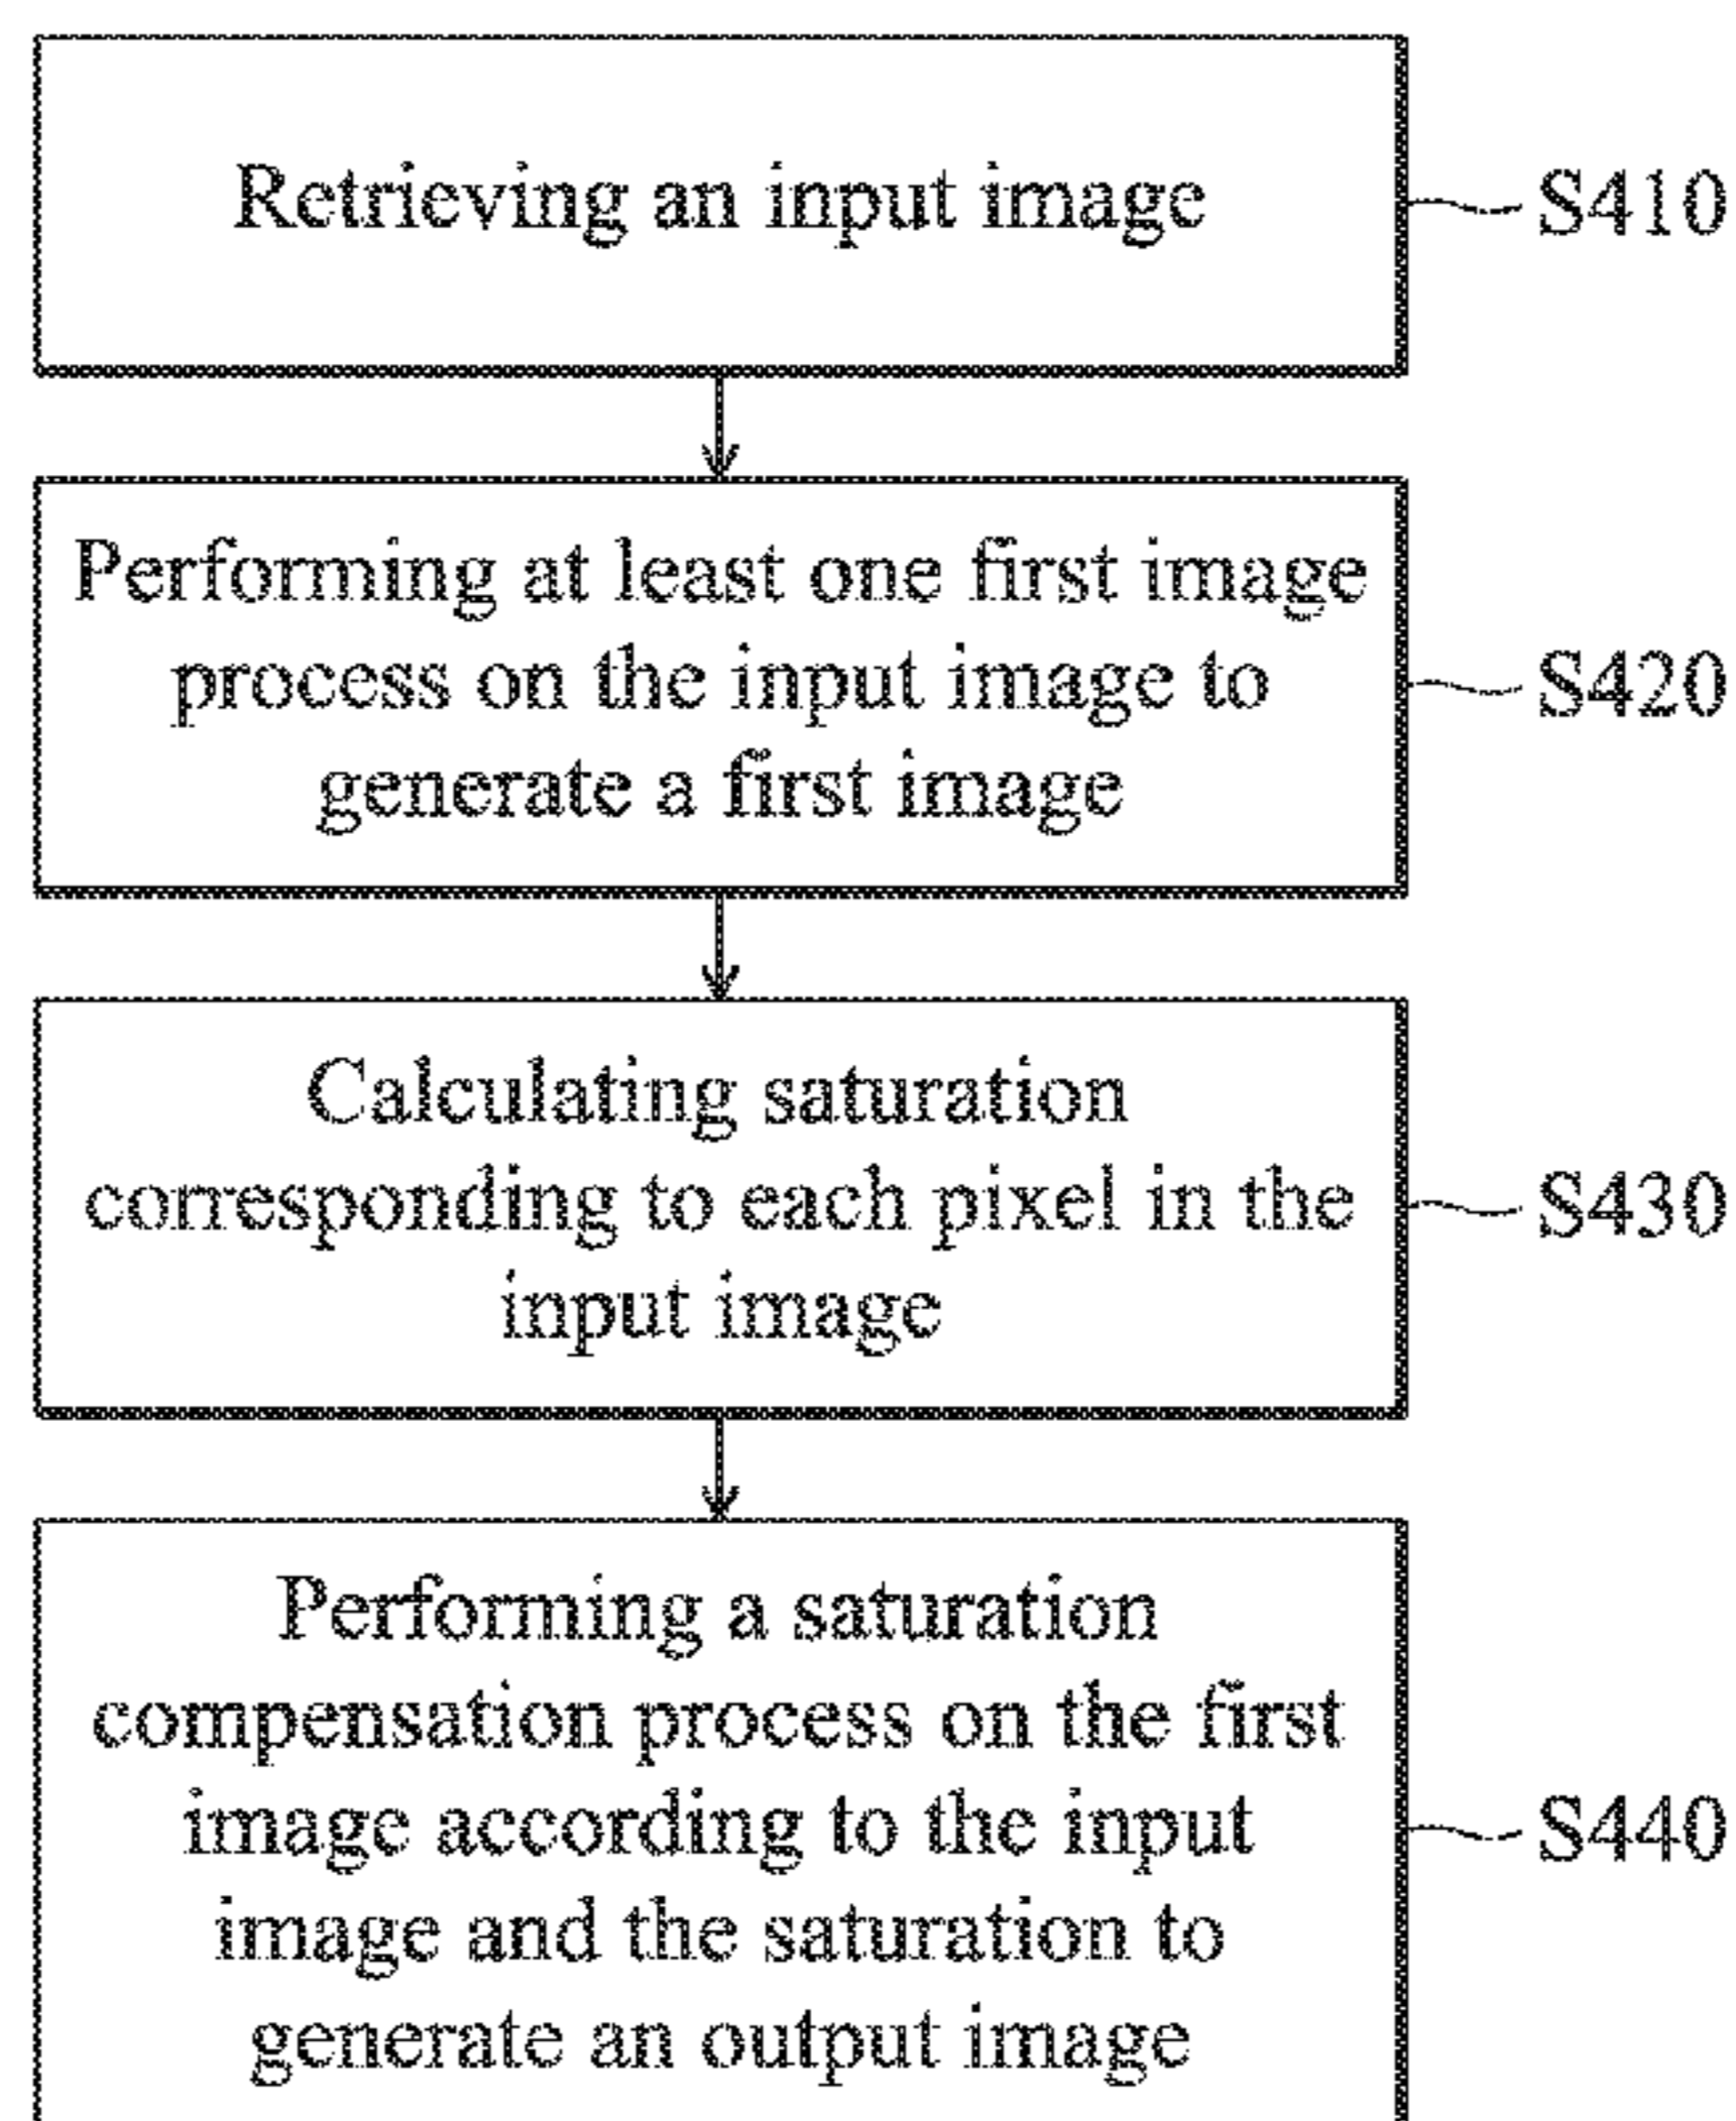 Retrieving an input image
S410
Performing at least one first image
process on the input image to
generate a first image
S420
Calculating saturation
corresponding to each pixel in the
input image
S430
Performing a saturation
compensation process on the first
image according to the input
image and the saturation to
generate an output image
S440